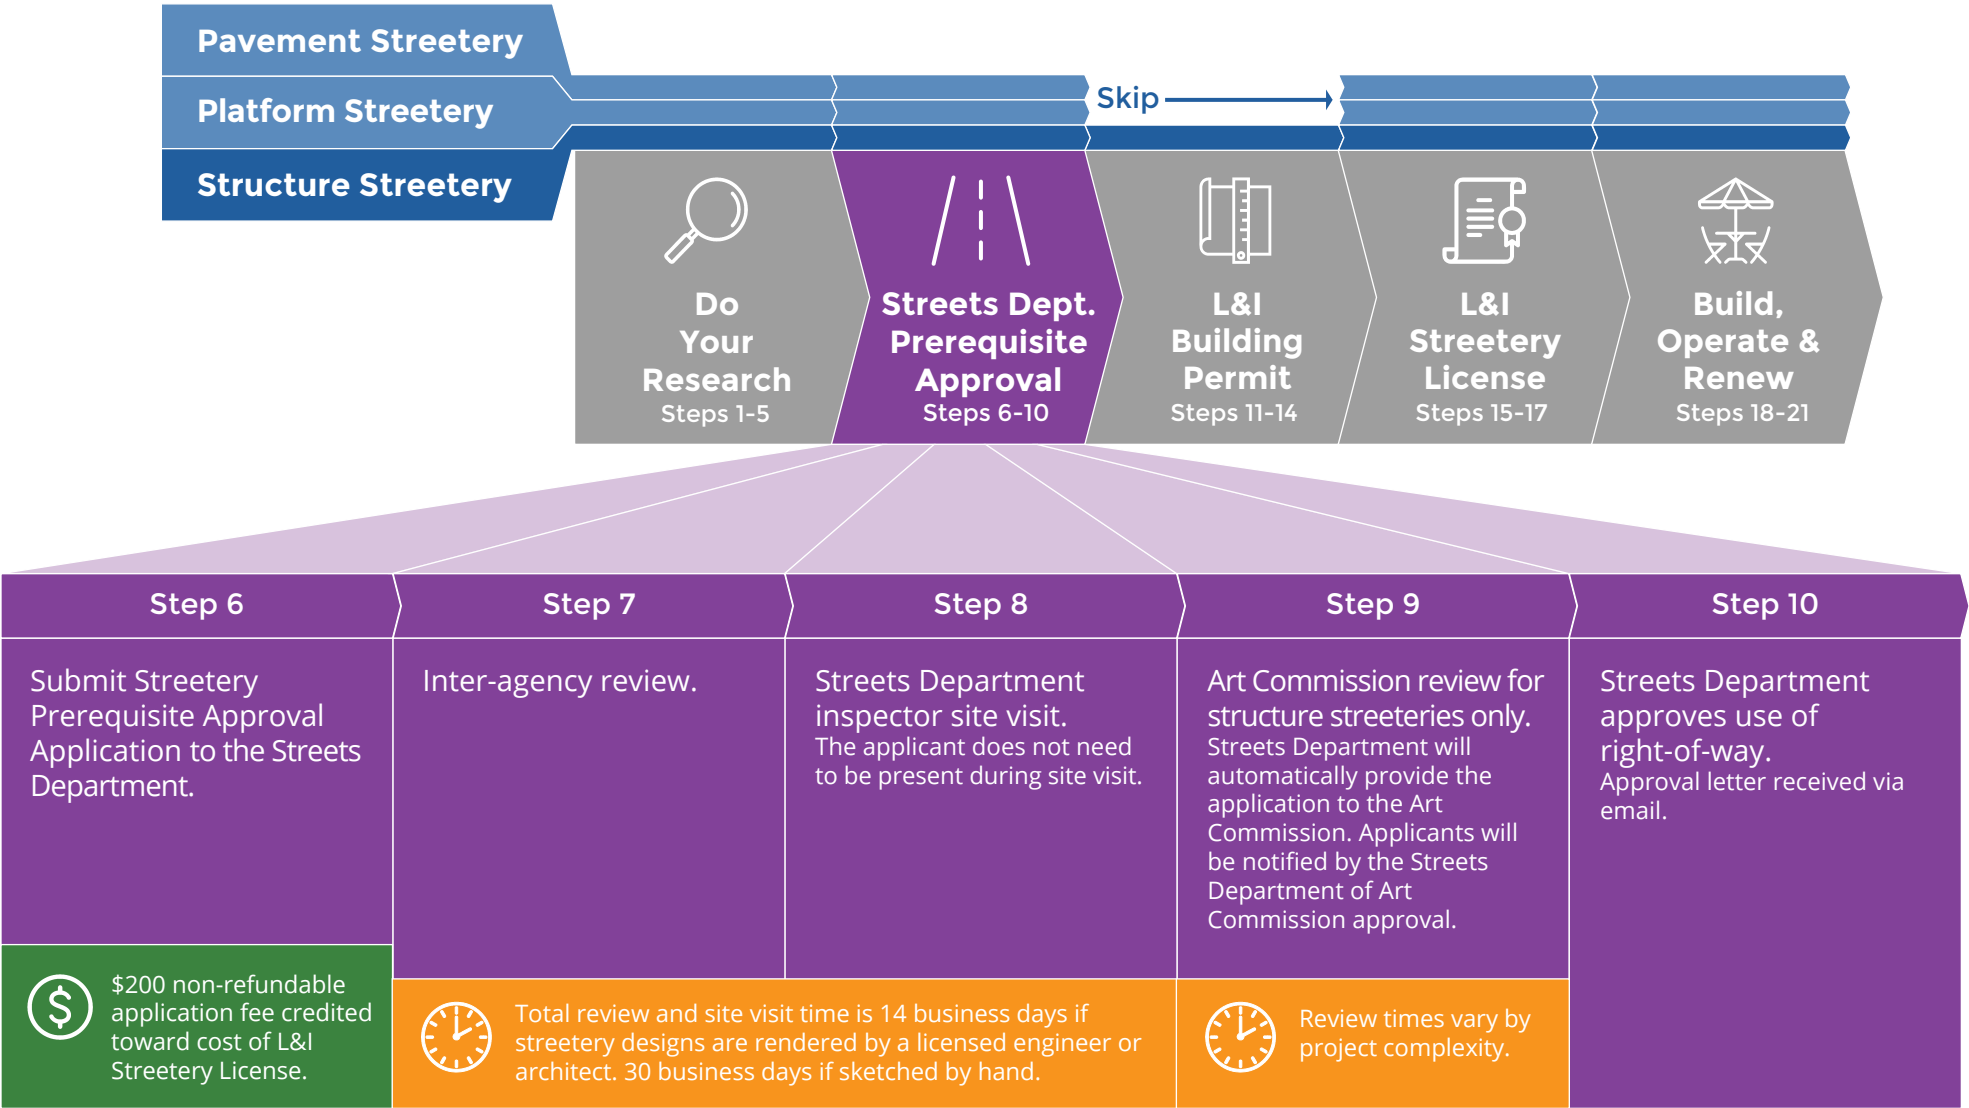 Pavement Streetery
Platform Streetery
Structure Streetery
Skip
Do
Your
Research
Steps 1-5
Streets Dept.
Prerequisite
Approval
Steps 6-10
L&I
Building
Permit
Steps 11-14
L&I
Streetery
License
Steps 15-17
Build,
Operate &
Renew
Steps 18-21
Step 6
Submit Streetery
Prerequisite Approval
Application to the Streets
Department.
$200 non-refundable
application fee credited
toward cost of L&I
Streetery License.
Step 7
Inter-agency review.
Step 8
Streets Department
inspector site visit.
The applicant does not need
to be present during site visit.
Total review and site visit time is 14 business days if
streetery designs are rendered by a licensed engineer or
architect. 30 business days if sketched by hand.
Step 9
Art Commission review for
structure streeteries only.
Streets Department will
automatically provide the
application to the Art
Commission. Applicants will
be notified by the Streets
Department of Art
Commission approval.
Review times vary by
project complexity.
Step 10
Streets Department
approves use of
right-of-way.
Approval letter received via
email.